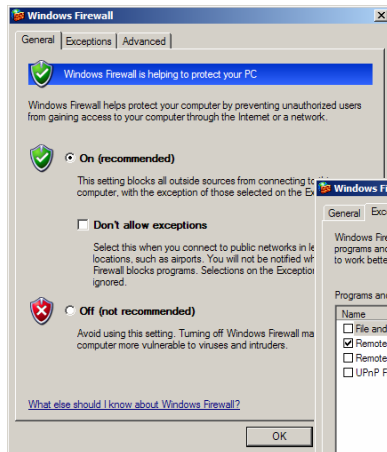 Windows Firewall
General Exceptions Advanced
Windows Firewall is helping to protect your PC
Windows Firewall helps protect your computer by preventing unauthorized users
from gaining access to your computer through the Internet or a network.
On (recommended)
This setting blocks all outside sources from connecting to
computer, with the exception of those selected on the
Don't allow exceptions
Select this when you connect to public networks in
locations, such as airports. You will not be notified
Firewall blocks programs. Selections on the
ignored.
Off (not recommended)
Avoid using this setting. Turning off Windows Firewall
computer more vulnerable to viruses and intruders.
What else should I know about Windows Firewall?
OK
Windows
General
Windows
programs
to work
Programs
Name
File and
Remote
Remote
UPnP